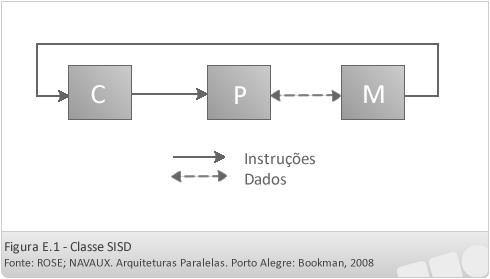 C
P
M
Instruções
Dados
Figura E.1 - Classe SISD
Fonte: ROSE; NAVAUX. Arquiteturas Paralelas. Porto Alegre: Bookman, 2008